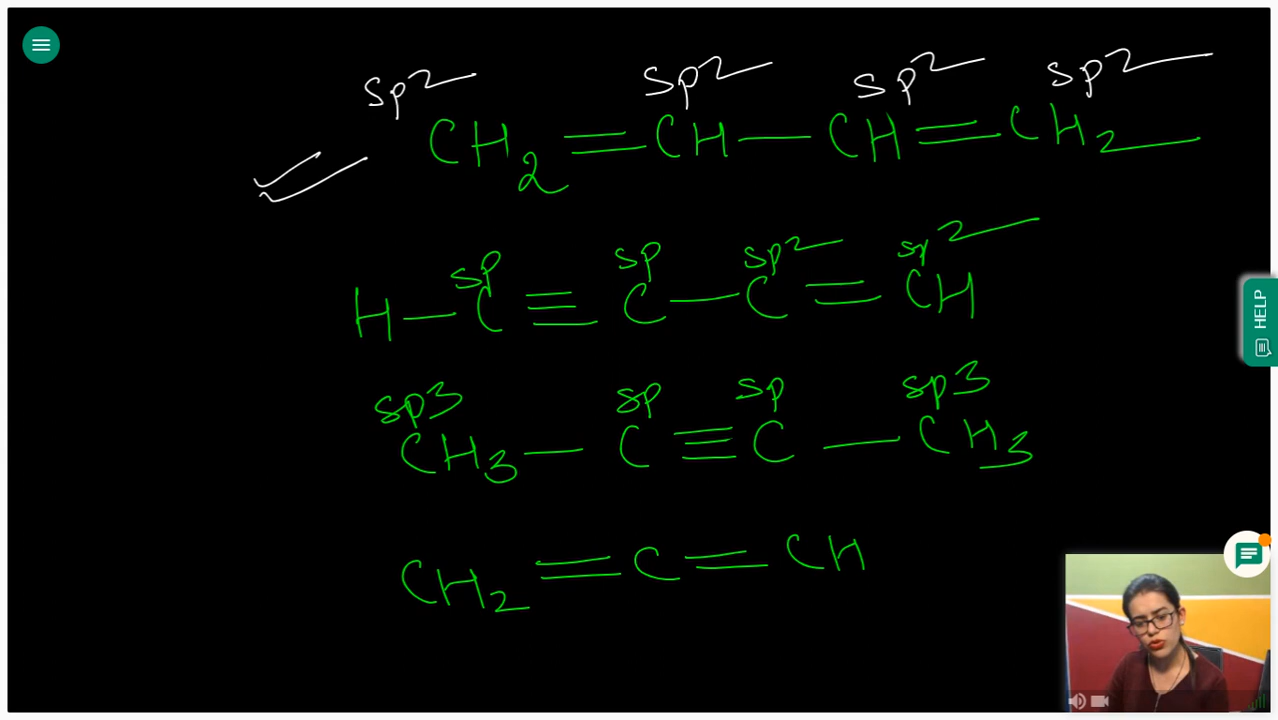 sp2 sp2 sp2 sp2
CH2 = CH — CH = CH2
sp sp sp2 sp2
H — C ≡ C — C = CH
sp3 sp sp sp3
CH3 — C ≡ C — CH3
CH2 = C = CH
HELP